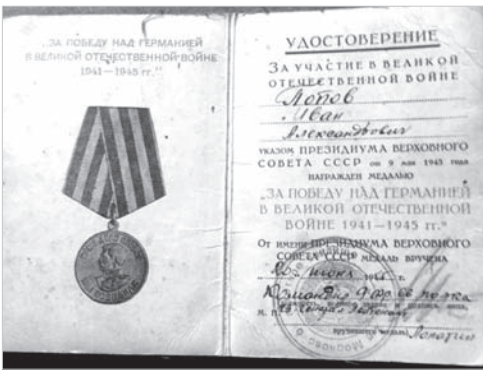 „ЗА ПОБЕДУ НАД ГЕРМАНИЕЙ
В ВЕЛИКОЙ ОТЕЧЕСТВЕННОЙ ВОЙНЕ
1941—1945 гг.“
УДОСТОВЕРЕНИЕ
ЗА УЧАСТИЕ В ВЕЛИКОЙ
ОТЕЧЕСТВЕННОЙ ВОЙНЕ
Попов
Иван
Александрович
УКАЗОМ ПРЕЗИДИУМА ВЕРХОВНОГО
СОВЕТА СССР от 9 мая 1945 года
НАГРАЖДЕН МЕДАЛЬЮ
„ЗА ПОБЕДУ НАД ГЕРМАНИЕЙ
В ВЕЛИКОЙ ОТЕЧЕСТВЕННОЙ
ВОЙНЕ 1941—1945 гг.“
От имени ПРЕЗИДИУМА ВЕРХОВНОГО
СОВЕТА СССР МЕДАЛЬ ВРУЧЕНА
июня г.
Командир
М. П.